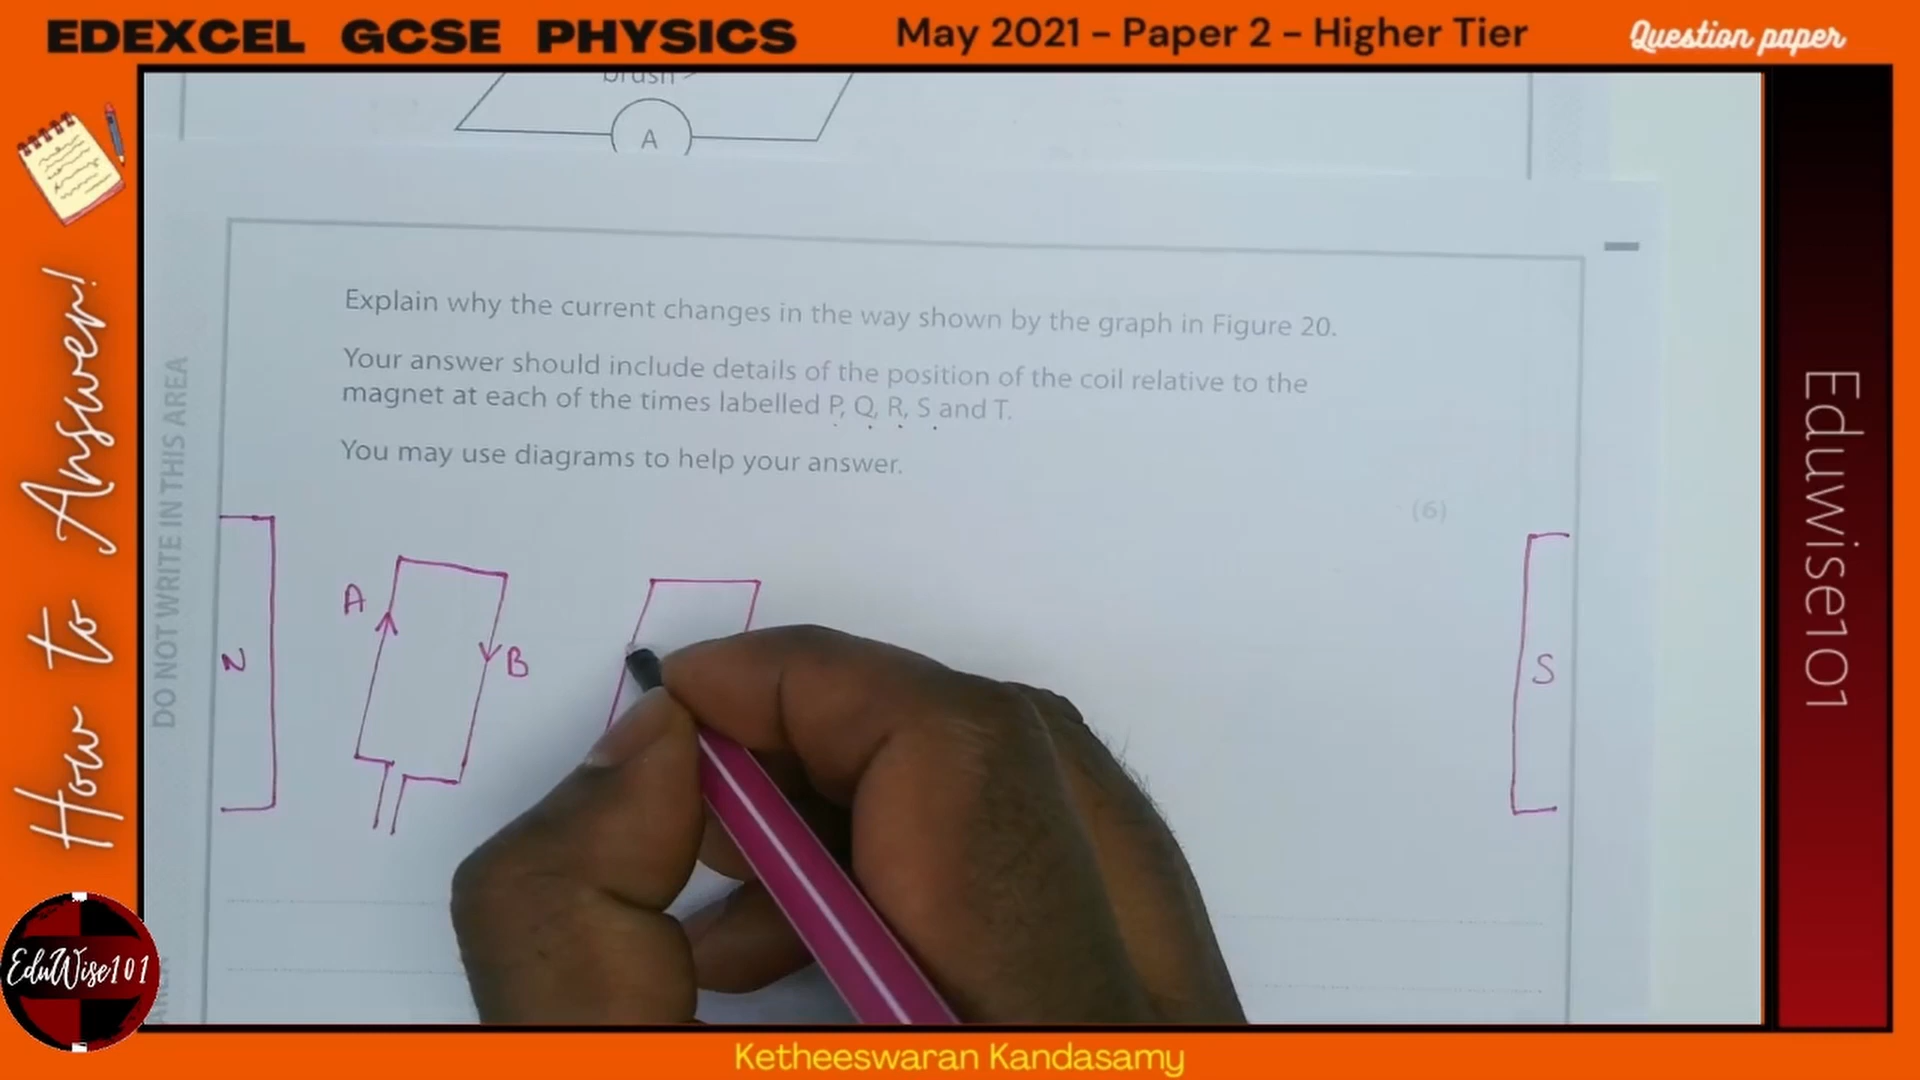 EDEXCEL GCSE PHYSICS
May 2021 - Paper 2 - Higher Tier
Question paper
brush
A
Explain why the current changes in the way shown by the graph in Figure 20.
Your answer should include details of the position of the coil relative to the
magnet at each of the times labelled P, Q, R, S and T.
You may use diagrams to help your answer.
(6)
DO NOT WRITE IN THIS AREA
N
A
B
S
How to Answer!
Eduwise101
EduWise101
Ketheeswaran Kandasamy